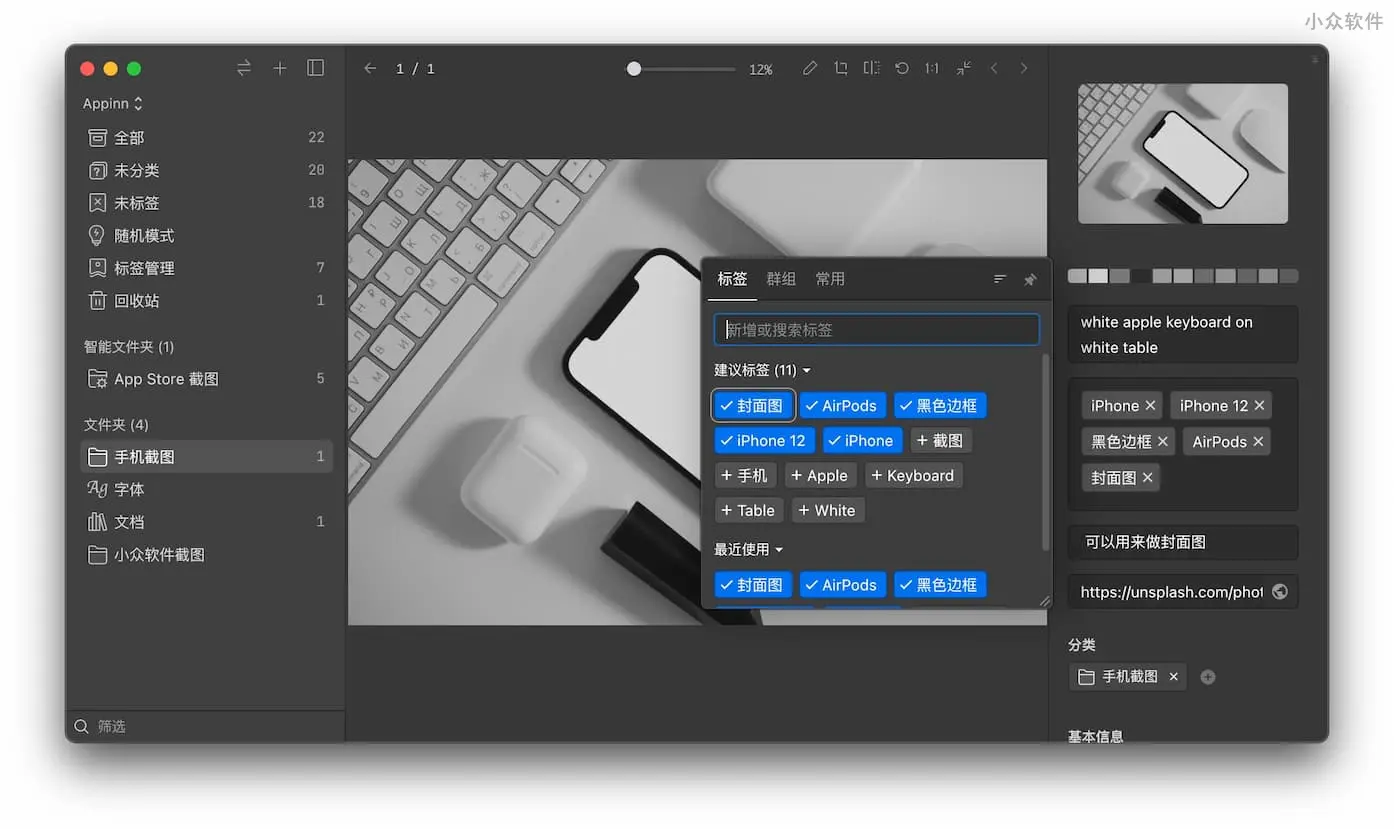 小众软件
1 / 1
12%
1:1
Appinn
全部 22
未分类 20
未标签 18
随机模式
标签管理 7
回收站 1
智能文件夹 (1)
App Store 截图 5
文件夹 (4)
手机截图 1
Ag 字体
文档 1
小众软件截图
筛选
标签 群组 常用
新增或搜索标签
建议标签 (11)
封面图 AirPods 黑色边框
iPhone 12 iPhone + 截图
+ 手机 + Apple + Keyboard
+ Table + White
最近使用
封面图 AirPods 黑色边框
white apple keyboard on
white table
iPhone × iPhone 12 ×
黑色边框 × AirPods ×
封面图 ×
可以用来做封面图
https://unsplash.com/phot
分类
手机截图 ×
基本信息